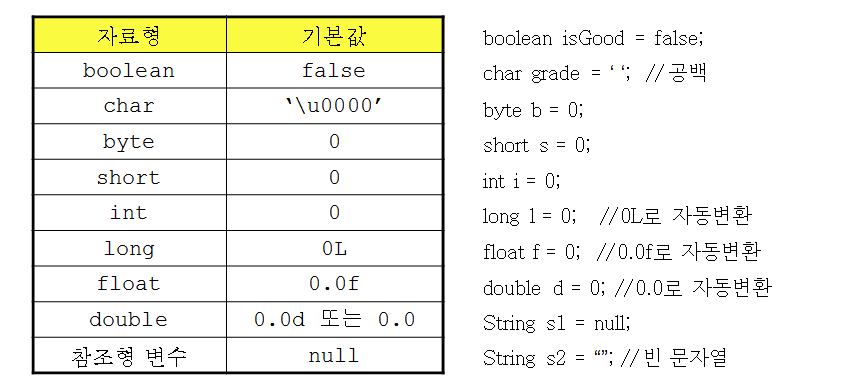 자료형 기본값
boolean false
char ‘\u0000’
byte 0
short 0
int 0
long 0L
float 0.0f
double 0.0d 또는 0.0
참조형 변수 null
boolean isGood = false;
char grade = ‘ ‘; //공백
byte b = 0;
short s = 0;
int i = 0;
long l = 0; //0L로 자동변환
float f = 0; //0.0f로 자동변환
double d = 0; //0.0로 자동변환
String s1 = null;
String s2 = “”; //빈 문자열